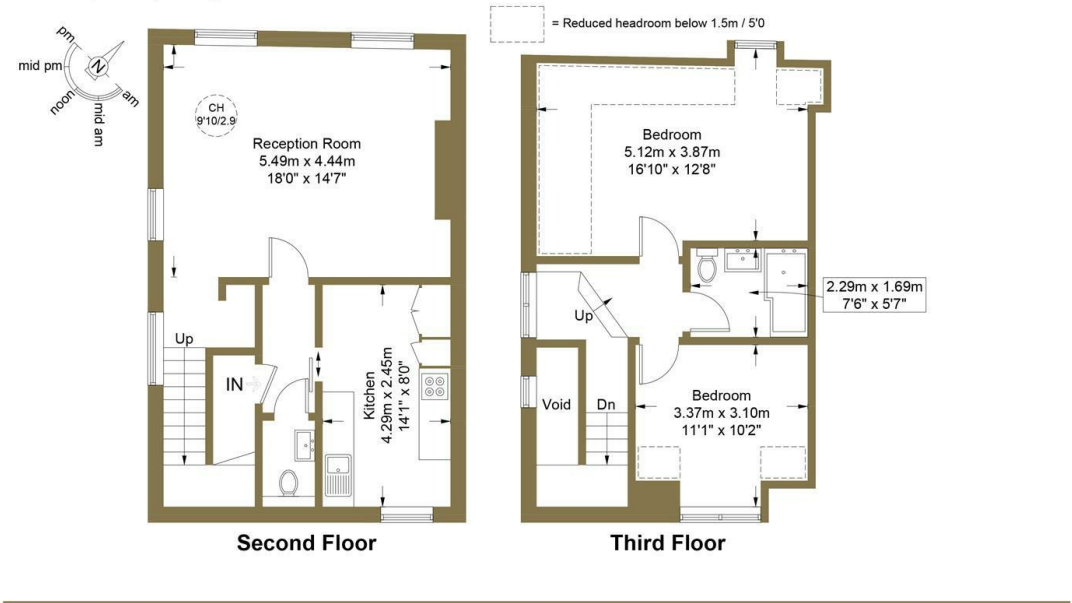 = Reduced headroom below 1.5m / 5'0
pm
mid pm
N
noon
mid am
am
CH
9'10/2.9
Reception Room
5.49m x 4.44m
18'0" x 14'7"
Up
IN
Kitchen
4.29m x 2.45m
14'1" x 8'0"
Second Floor
Bedroom
5.12m x 3.87m
16'10" x 12'8"
2.29m x 1.69m
7'6" x 5'7"
Up
Void
Dn
Bedroom
3.37m x 3.10m
11'1" x 10'2"
Third Floor